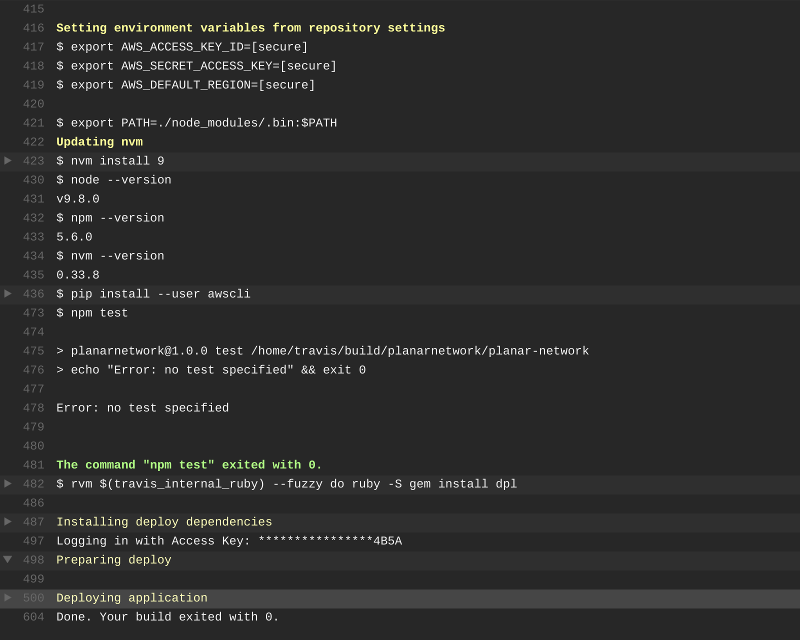 415
416 Setting environment variables from repository settings
417 $ export AWS_ACCESS_KEY_ID=[secure]
418 $ export AWS_SECRET_ACCESS_KEY=[secure]
419 $ export AWS_DEFAULT_REGION=[secure]
420
421 $ export PATH=./node_modules/.bin:$PATH
422 Updating nvm
423 $ nvm install 9
430 $ node --version
431 v9.8.0
432 $ npm --version
433 5.6.0
434 $ nvm --version
435 0.33.8
436 $ pip install --user awscli
473 $ npm test
474
475 > planarnetwork@1.0.0 test /home/travis/build/planarnetwork/planar-network
476 > echo "Error: no test specified" && exit 0
477
478 Error: no test specified
479
480
481 The command "npm test" exited with 0.
482 $ rvm $(travis_internal_ruby) --fuzzy do ruby -S gem install dpl
486
487 Installing deploy dependencies
497 Logging in with Access Key: ****************4B5A
498 Preparing deploy
499
500 Deploying application
604 Done. Your build exited with 0.